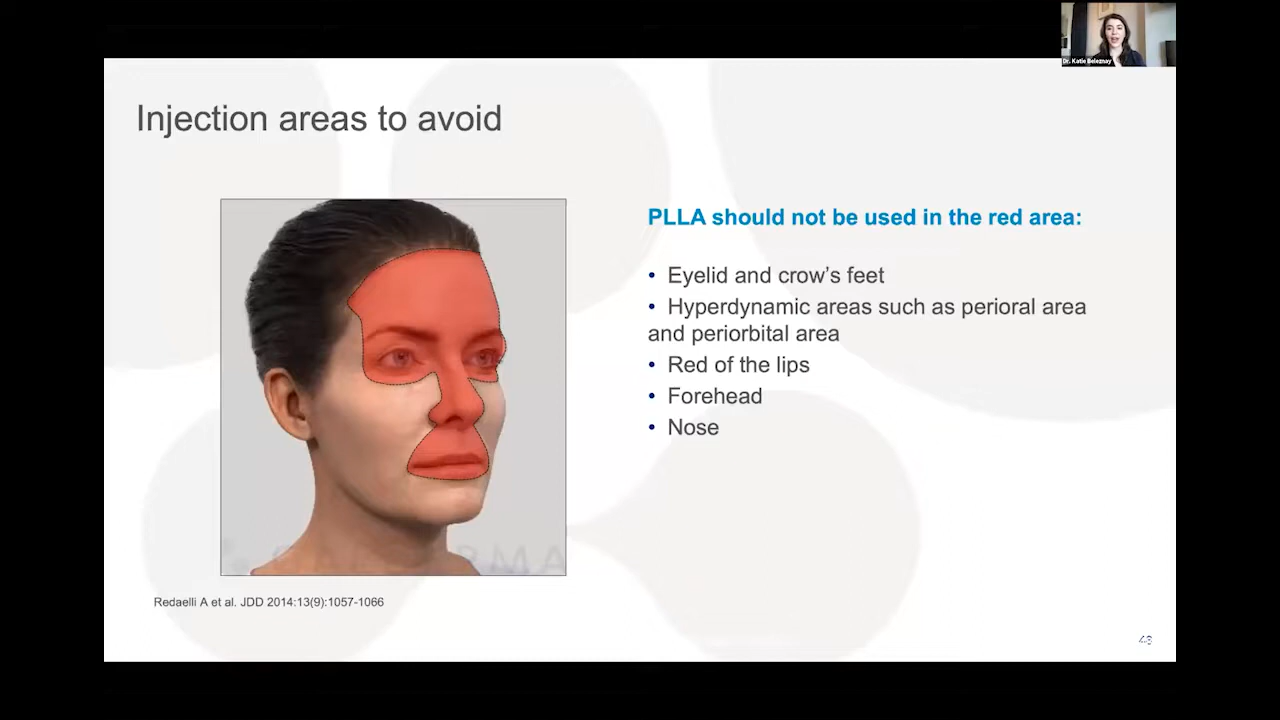 Dr. Katie Beleznay
Injection areas to avoid
PLLA should not be used in the red area:
• Eyelid and crow's feet
• Hyperdynamic areas such as perioral area
and periorbital area
• Red of the lips
• Forehead
• Nose
Redaelli A et al. JDD 2014:13(9):1057-1066